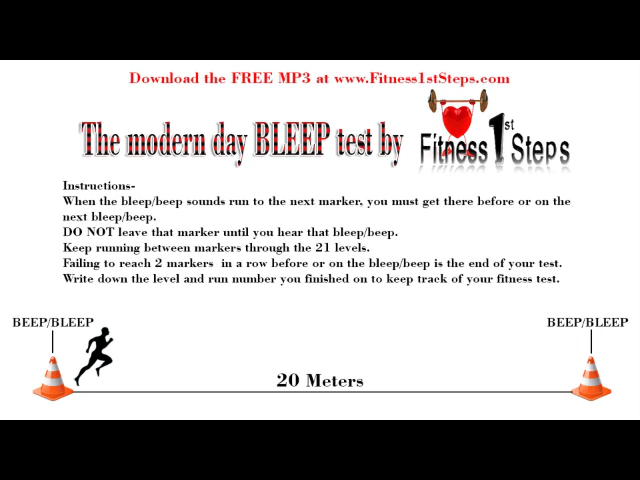 Download the FREE MP3 at www.Fitness1stSteps.com
The modern day BLEEP test by
Fitness 1st Steps
Instructions-
When the bleep/beep sounds run to the next marker, you must get there before or on the
next bleep/beep.
DO NOT leave that marker until you hear that bleep/beep.
Keep running between markers through the 21 levels.
Failing to reach 2 markers in a row before or on the bleep/beep is the end of your test.
Write down the level and run number you finished on to keep track of your fitness test.
BEEP/BLEEP
BEEP/BLEEP
20 Meters